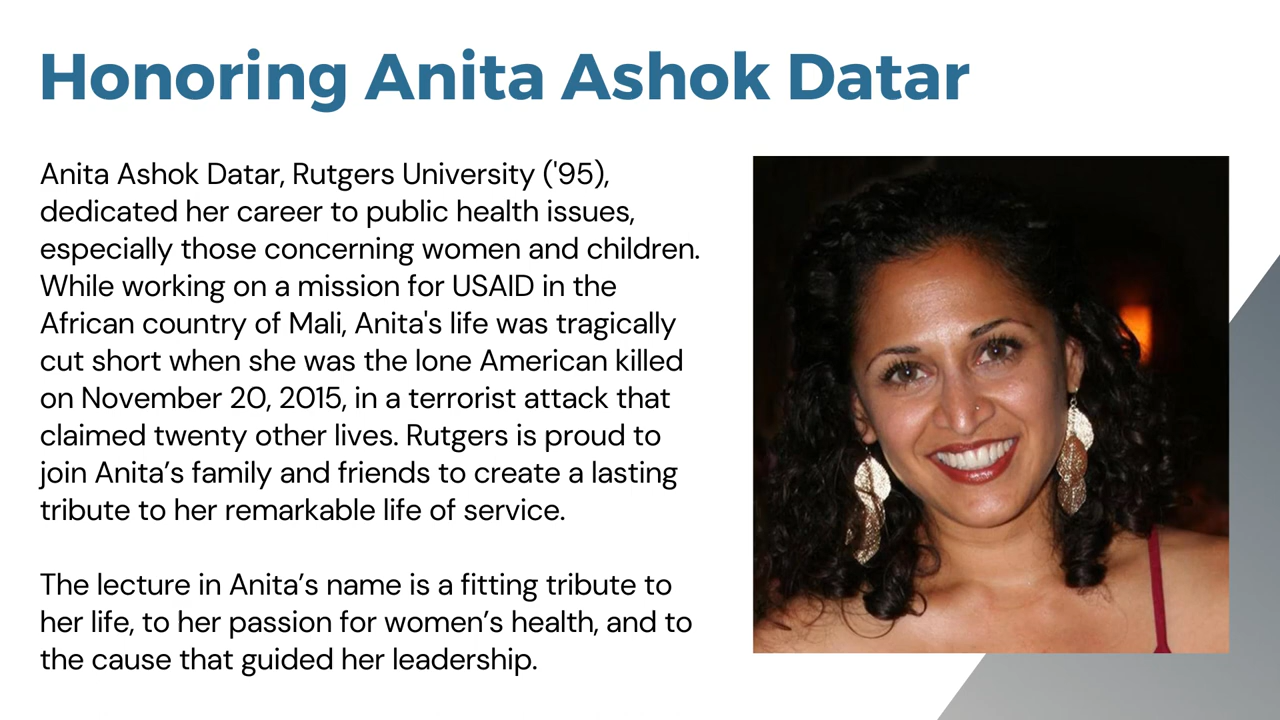 Honoring Anita Ashok Datar
Anita Ashok Datar, Rutgers University ('95),
dedicated her career to public health issues,
especially those concerning women and children.
While working on a mission for USAID in the
African country of Mali, Anita's life was tragically
cut short when she was the lone American killed
on November 20, 2015, in a terrorist attack that
claimed twenty other lives. Rutgers is proud to
join Anita’s family and friends to create a lasting
tribute to her remarkable life of service.
The lecture in Anita’s name is a fitting tribute to
her life, to her passion for women’s health, and to
the cause that guided her leadership.